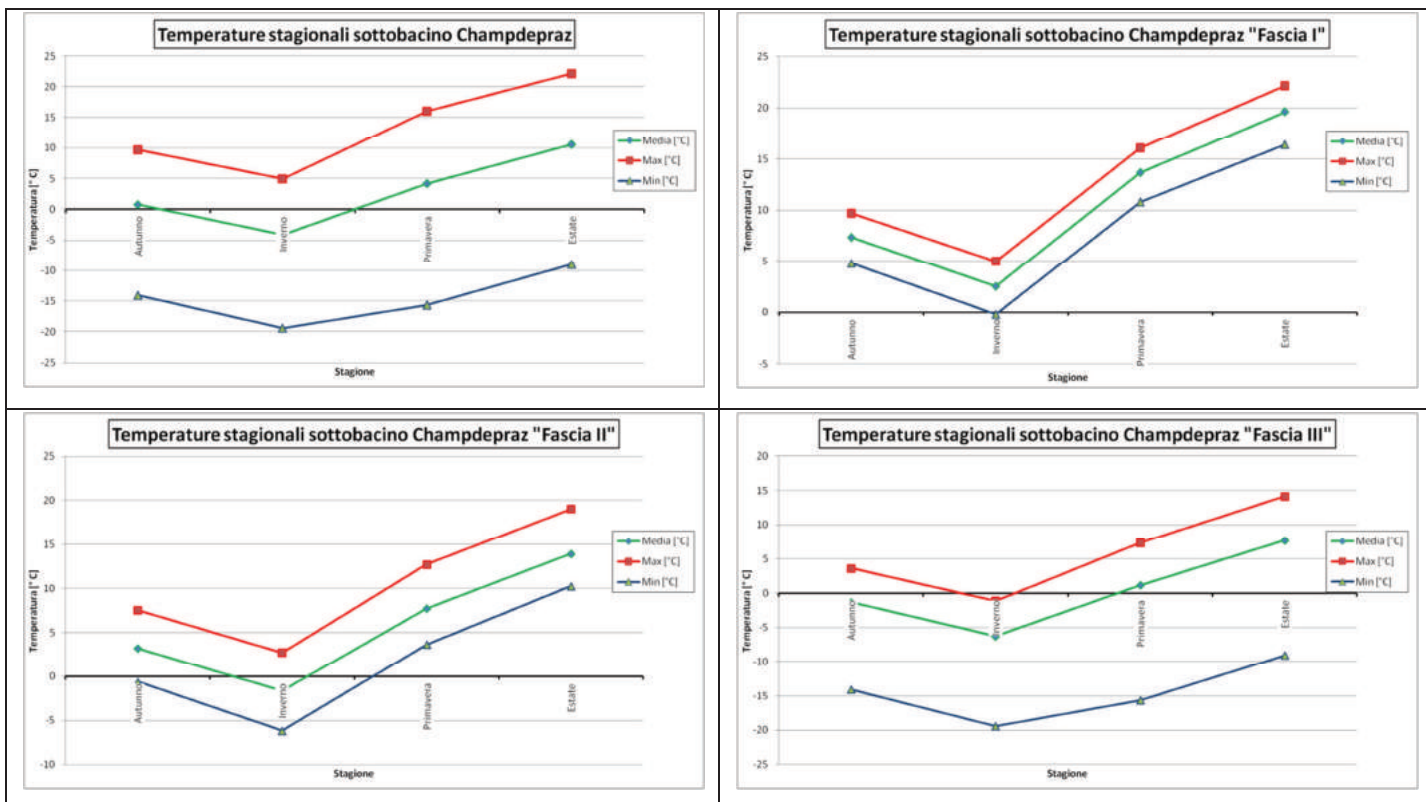 Temperature stagionali sottobacino Champdepraz
25
20
15
10
5
0
-5
-10
-15
-20
-25
Temperatura [°C]
Autunno
Inverno
Primavera
Estate
Stagione
Media [°C]
Max [°C]
Min [°C]
Temperature stagionali sottobacino Champdepraz "Fascia I"
25
20
15
10
5
0
-5
Temperatura [°C]
Autunno
Inverno
Primavera
Estate
Stagione
Media [°C]
Max [°C]
Min [°C]
Temperature stagionali sottobacino Champdepraz "Fascia II"
25
20
15
10
5
0
-5
-10
Temperatura [°C]
Autunno
Inverno
Primavera
Estate
Stagione
Media [°C]
Max [°C]
Min [°C]
Temperature stagionali sottobacino Champdepraz "Fascia III"
20
15
10
5
0
-5
-10
-15
-20
-25
Temperatura [°C]
Autunno
Inverno
Primavera
Estate
Stagione
Media [°C]
Max [°C]
Min [°C]